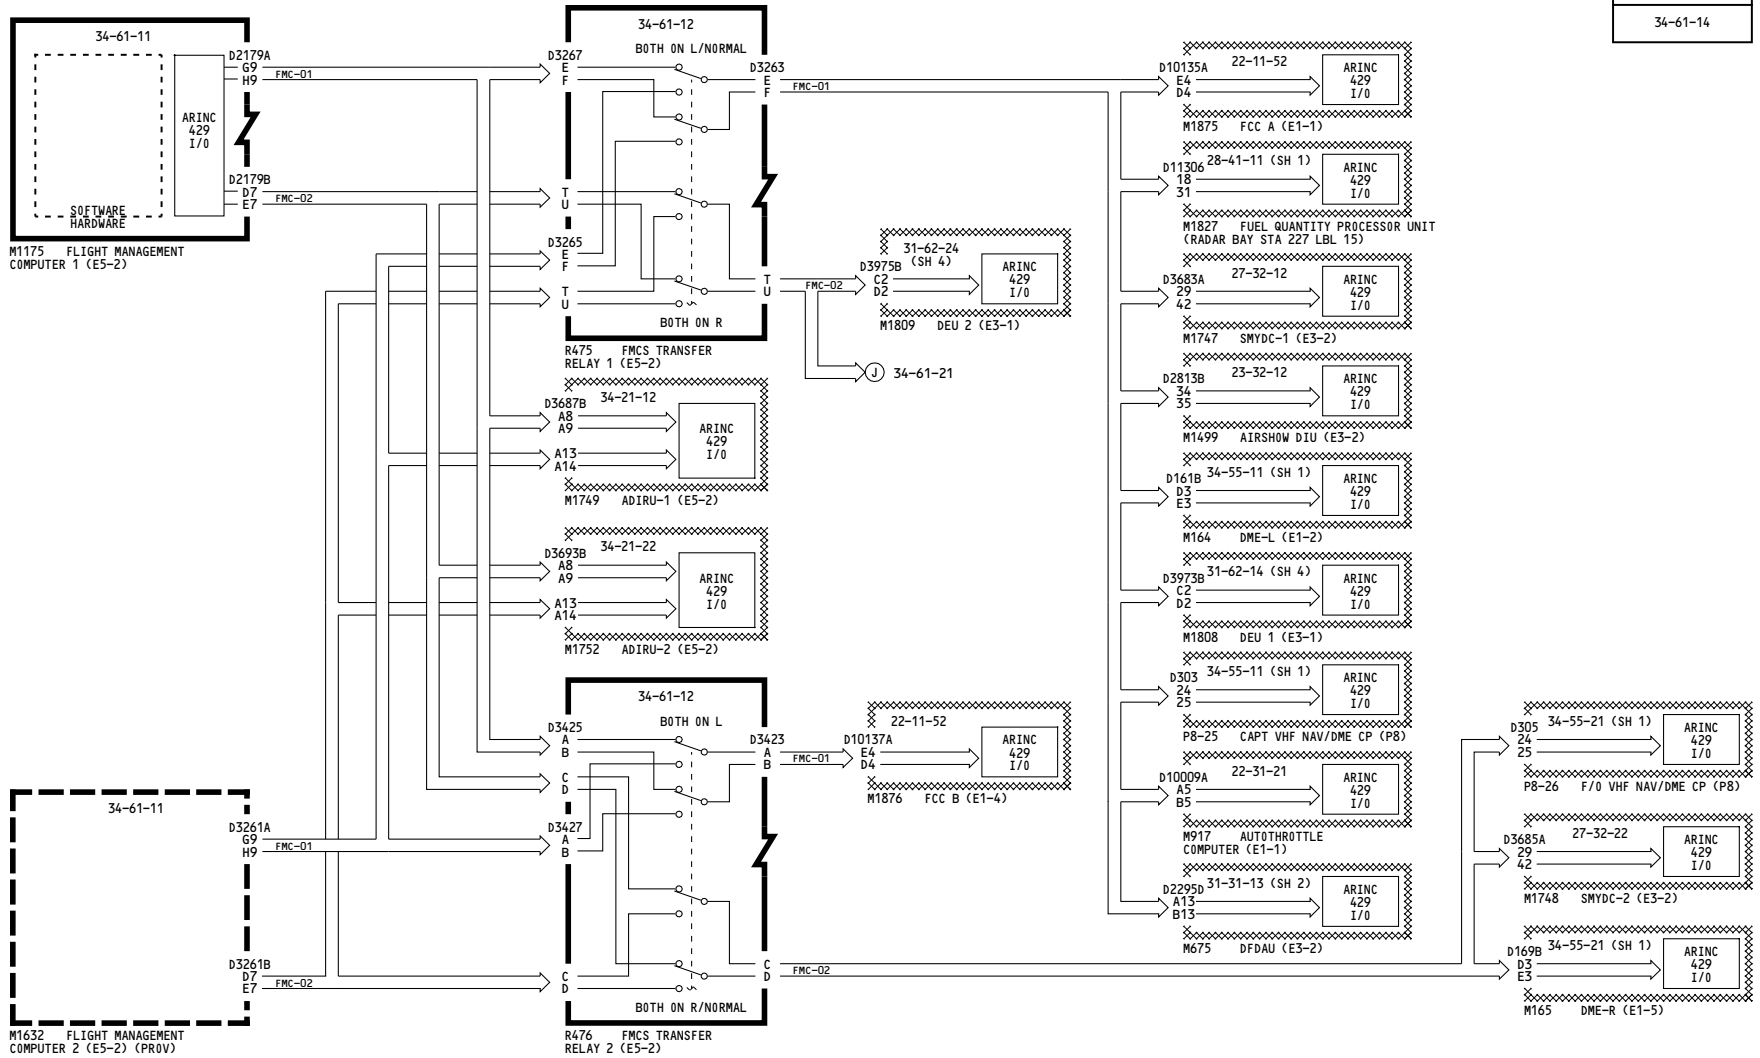 34-61-14
34-61-11
D2179A
G9
H9
FMC-01
ARINC
429
I/O
D2179B
D7
E7
FMC-02
SOFTWARE
HARDWARE
M1175 FLIGHT MANAGEMENT
COMPUTER 1 (E5-2)
34-61-12
BOTH ON L/NORMAL
D3267
E
F
T
U
D3265
E
F
T
U
D3263
E
F
FMC-01
T
U
FMC-02
BOTH ON R
R475 FMCS TRANSFER
RELAY 1 (E5-2)
31-62-24
(SH 4)
D3975B
C2
D2
ARINC
429
I/O
M1809 DEU 2 (E3-1)
J 34-61-21
D3687B
34-21-12
A8
A9
A13
A14
ARINC
429
I/O
M1749 ADIRU-1 (E5-2)
D3693B
34-21-22
A8
A9
A13
A14
ARINC
429
I/O
M1752 ADIRU-2 (E5-2)
34-61-12
BOTH ON L
D3425
A
B
C
D
D3427
A
B
C
D
D3423
A
B
FMC-01
C
D
FMC-02
BOTH ON R/NORMAL
R476 FMCS TRANSFER
RELAY 2 (E5-2)
22-11-52
D10137A
E4
D4
ARINC
429
I/O
M1876 FCC B (E1-4)
34-61-11
D3261A
G9
H9
FMC-01
D3261B
D7
E7
FMC-02
M1632 FLIGHT MANAGEMENT
COMPUTER 2 (E5-2) (PROV)
D10135A
22-11-52
E4
D4
ARINC
429
I/O
M1875 FCC A (E1-1)
D11306
28-41-11 (SH 1)
18
31
ARINC
429
I/O
M1827 FUEL QUANTITY PROCESSOR UNIT
(RADAR BAY STA 227 LBL 15)
D3683A
27-32-12
29
42
ARINC
429
I/O
M1747 SMYDC-1 (E3-2)
D2813B
23-32-12
34
35
ARINC
429
I/O
M1499 AIRSHOW DIU (E3-2)
D161B
34-55-11 (SH 1)
D3
E3
ARINC
429
I/O
M164 DME-L (E1-2)
D3973B
31-62-14 (SH 4)
C2
D2
ARINC
429
I/O
M1808 DEU 1 (E3-1)
D303
34-55-11 (SH 1)
24
25
ARINC
429
I/O
P8-25 CAPT VHF NAV/DME CP (P8)
D10009A
22-31-21
A5
B5
ARINC
429
I/O
M917 AUTOTHROTTLE
COMPUTER (E1-1)
D2295D
31-31-13 (SH 2)
A13
B13
ARINC
429
I/O
M675 DFDAU (E3-2)
D305
34-55-21 (SH 1)
24
25
ARINC
429
I/O
P8-26 F/O VHF NAV/DME CP (P8)
D3685A
27-32-22
29
42
ARINC
429
I/O
M1748 SMYDC-2 (E3-2)
D169B
34-55-21 (SH 1)
D3
E3
ARINC
429
I/O
M165 DME-R (E1-5)